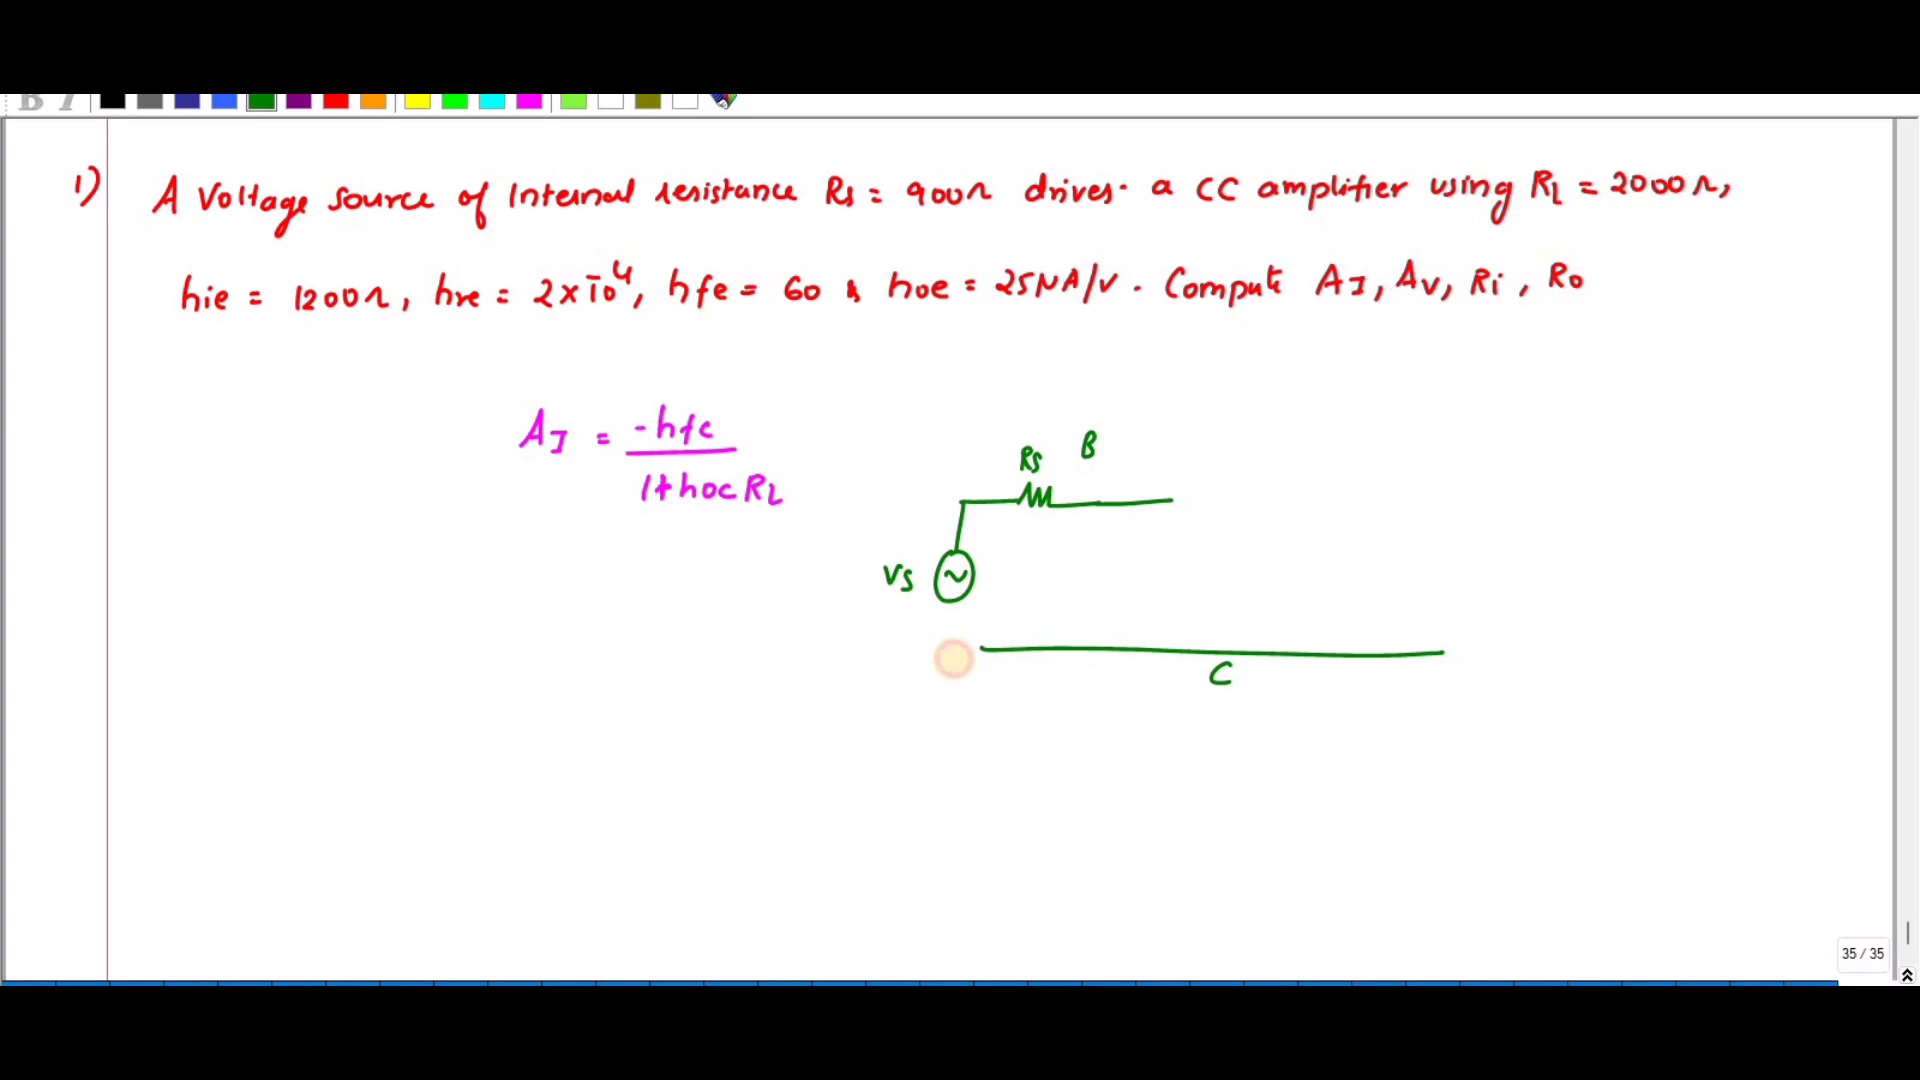 B I
1) A Voltage source of Internal resistance Rs = 900Ω drives. a CC amplifier using RL = 2000Ω,
hie = 1200Ω, hre = 2×10⁻⁴, hfe = 60 & hoe = 25µA/V. Compute AI, AV, Ri, Ro
AI = -hfc / 1+hocRL
Rs B
Vs
C
35 / 35